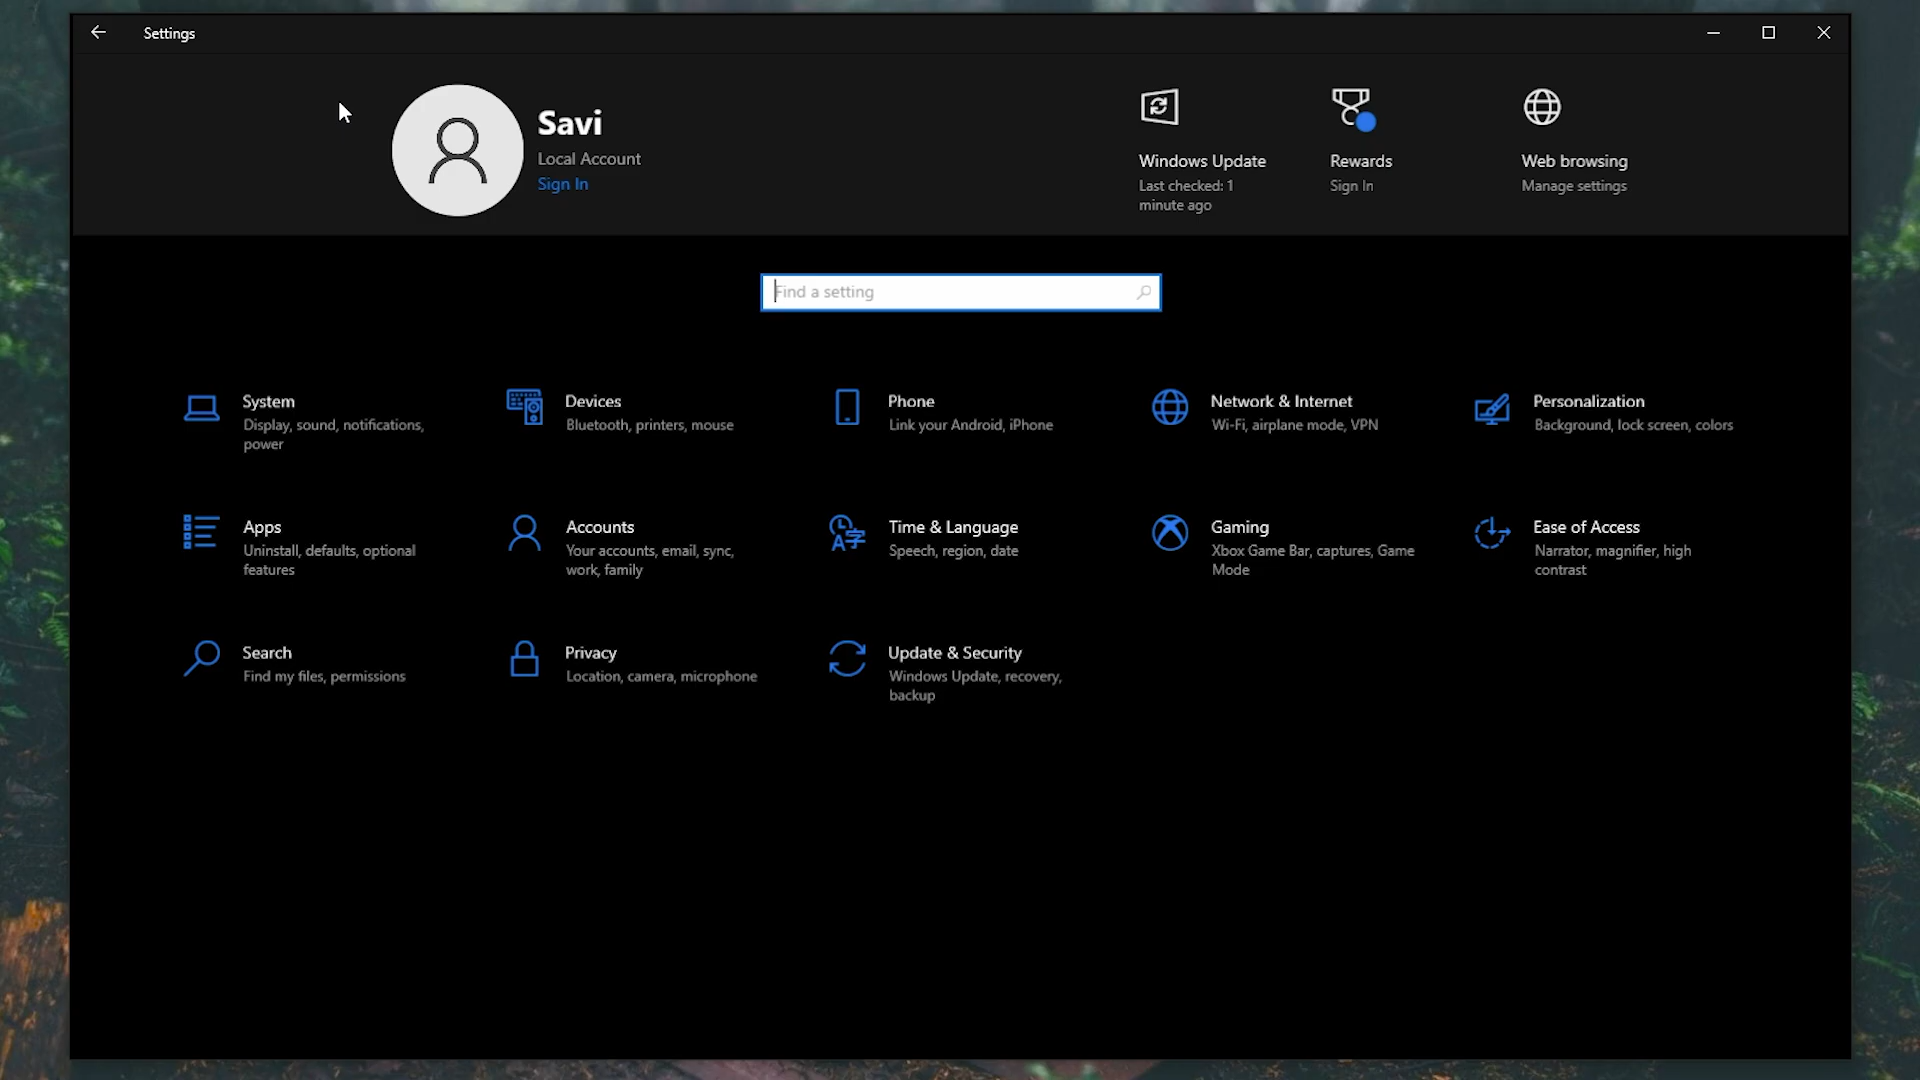 Settings
Savi
Local Account
Sign In
Windows Update
Last checked: 1
minute ago
Rewards
Sign In
Web browsing
Manage settings
Find a setting
System
Display, sound, notifications,
power
Devices
Bluetooth, printers, mouse
Phone
Link your Android, iPhone
Network & Internet
Wi-Fi, airplane mode, VPN
Personalization
Background, lock screen, colors
Apps
Uninstall, defaults, optional
features
Accounts
Your accounts, email, sync,
work, family
Time & Language
Speech, region, date
Gaming
Xbox Game Bar, captures, Game
Mode
Ease of Access
Narrator, magnifier, high
contrast
Search
Find my files, permissions
Privacy
Location, camera, microphone
Update & Security
Windows Update, recovery,
backup